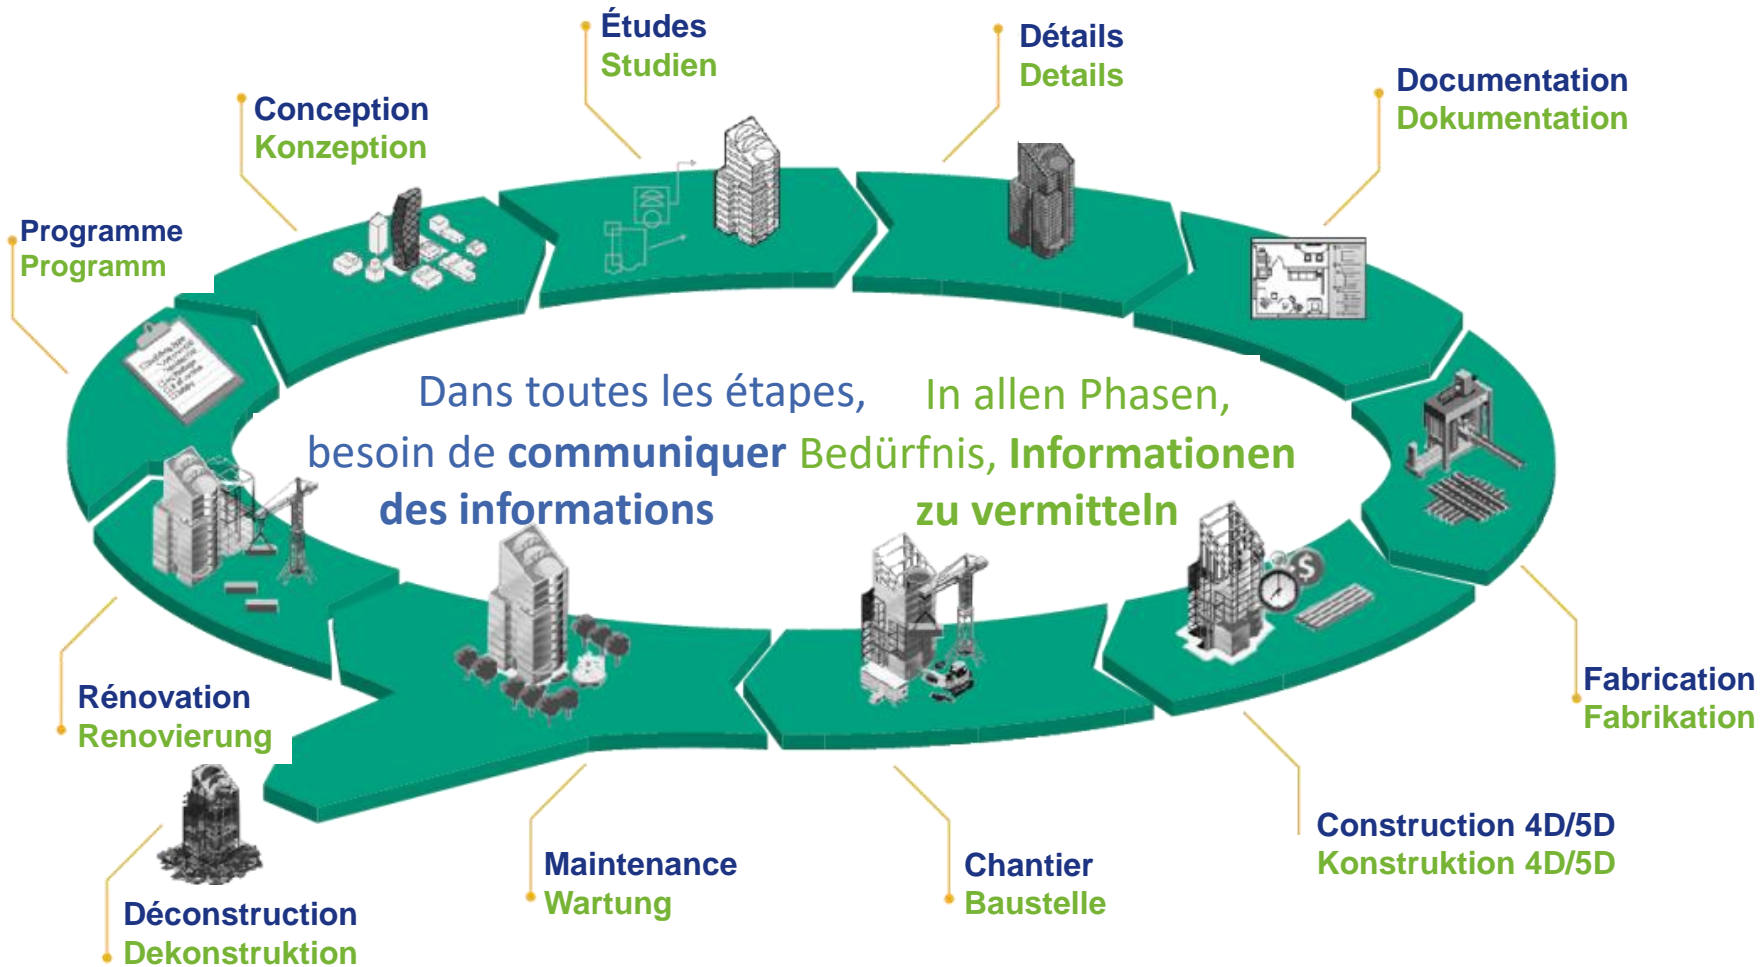 Études
Studien
Détails
Details
Documentation
Dokumentation
Conception
Konzeption
Programme
Programm
Dans toutes les étapes,
besoin de communiquer
des informations
In allen Phasen,
Bedürfnis, Informationen
zu vermitteln
$
Fabrication
Fabrikation
Rénovation
Renovierung
Construction 4D/5D
Konstruktion 4D/5D
Maintenance
Wartung
Chantier
Baustelle
Déconstruction
Dekonstruktion